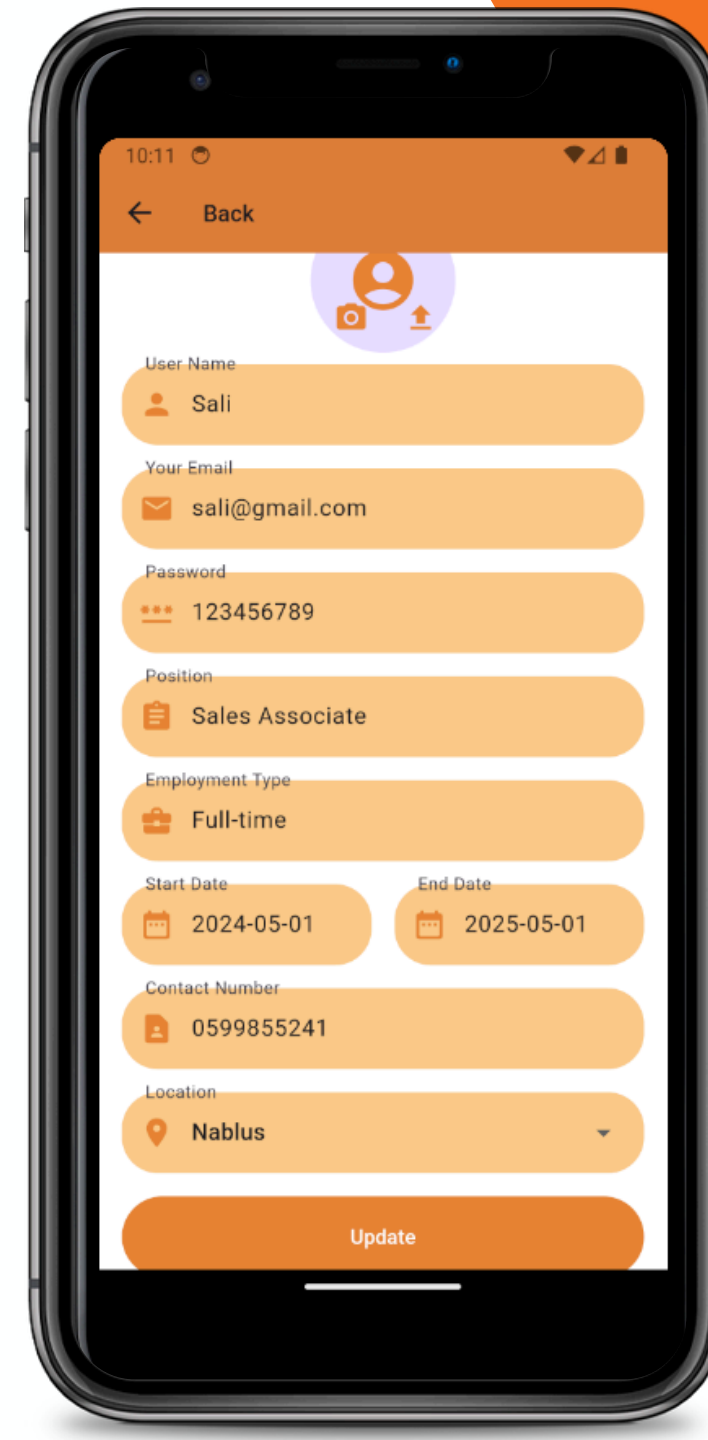 10:11
Back
User Name
Sali
Your Email
sali@gmail.com
Password
123456789
Position
Sales Associate
Employment Type
Full-time
Start Date
End Date
2024-05-01
2025-05-01
Contact Number
0599855241
Location
Nablus
Update